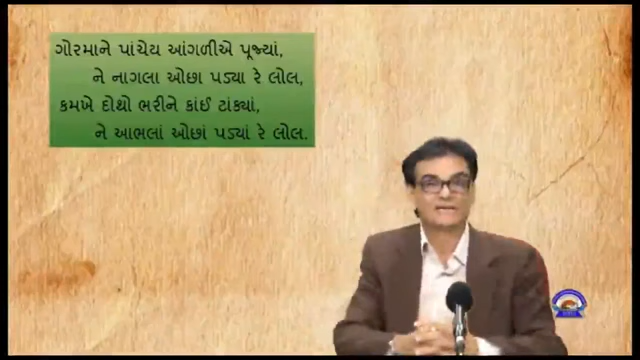 ગોરમાને પાંચેય આંગળીએ પૂજ્યાં,
ને નાગલા ઓછા પડ્યા રે લોલ,
કમખે દોથો ભરીને કાંઈ ટાંક્યાં,
ને આભલાં ઓછાં પડ્યાં રે લોલ.